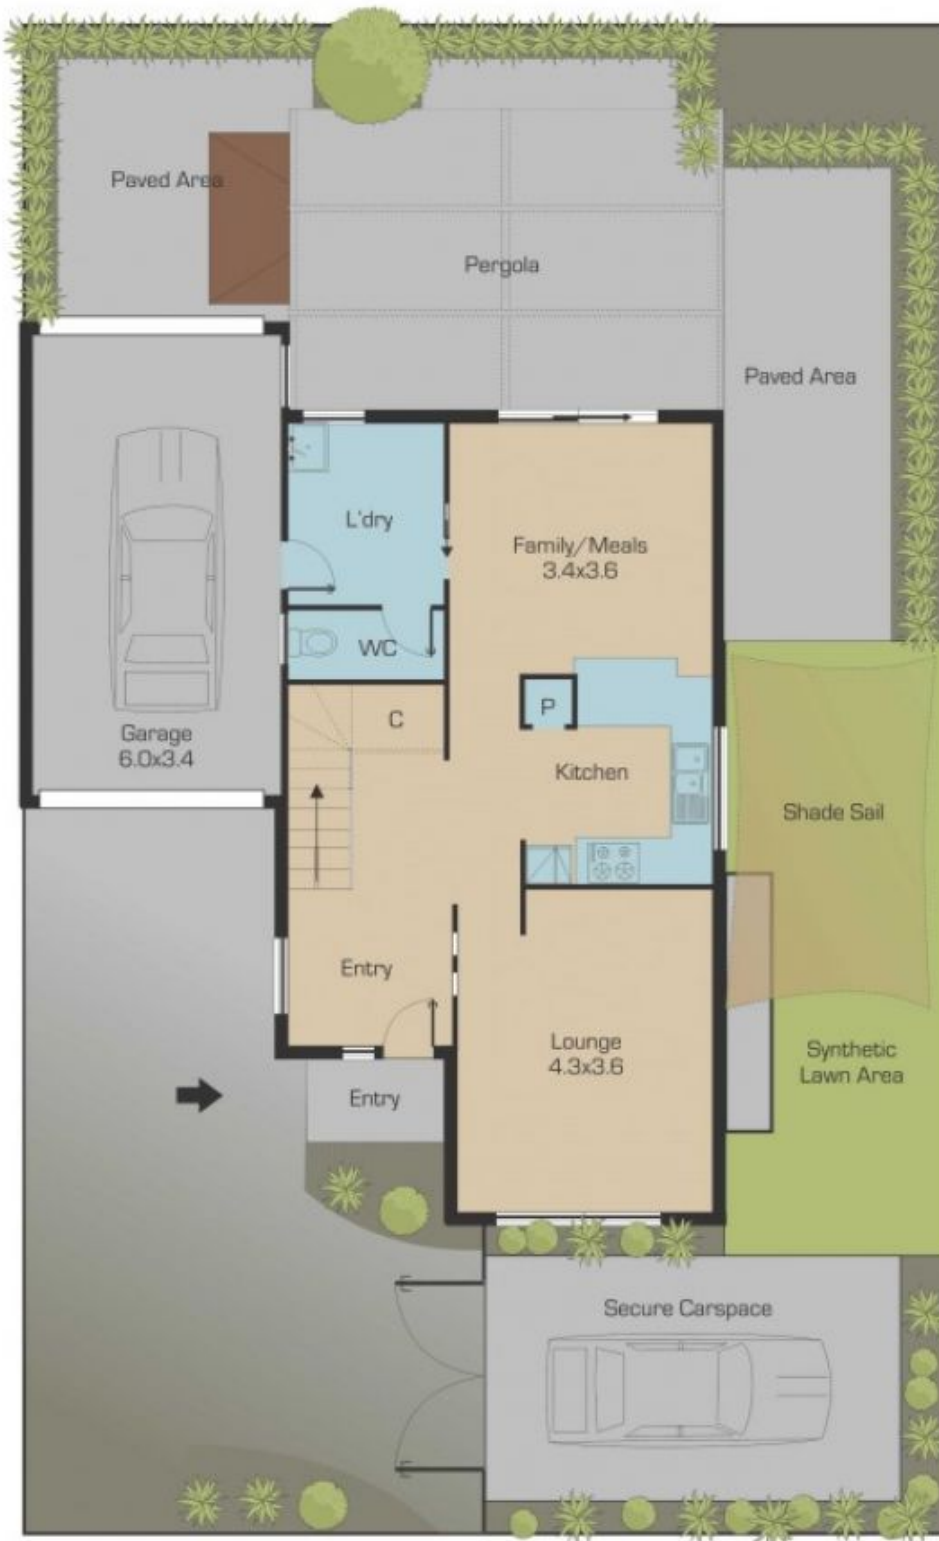 Paved Area
Pergola
Paved Area
L'dry
Family/Meals
3.4x3.6
WC
P
C
Garage
6.0x3.4
Kitchen
Shade Sail
Entry
Lounge
4.3x3.6
Synthetic
Lawn Area
Entry
Secure Carspace